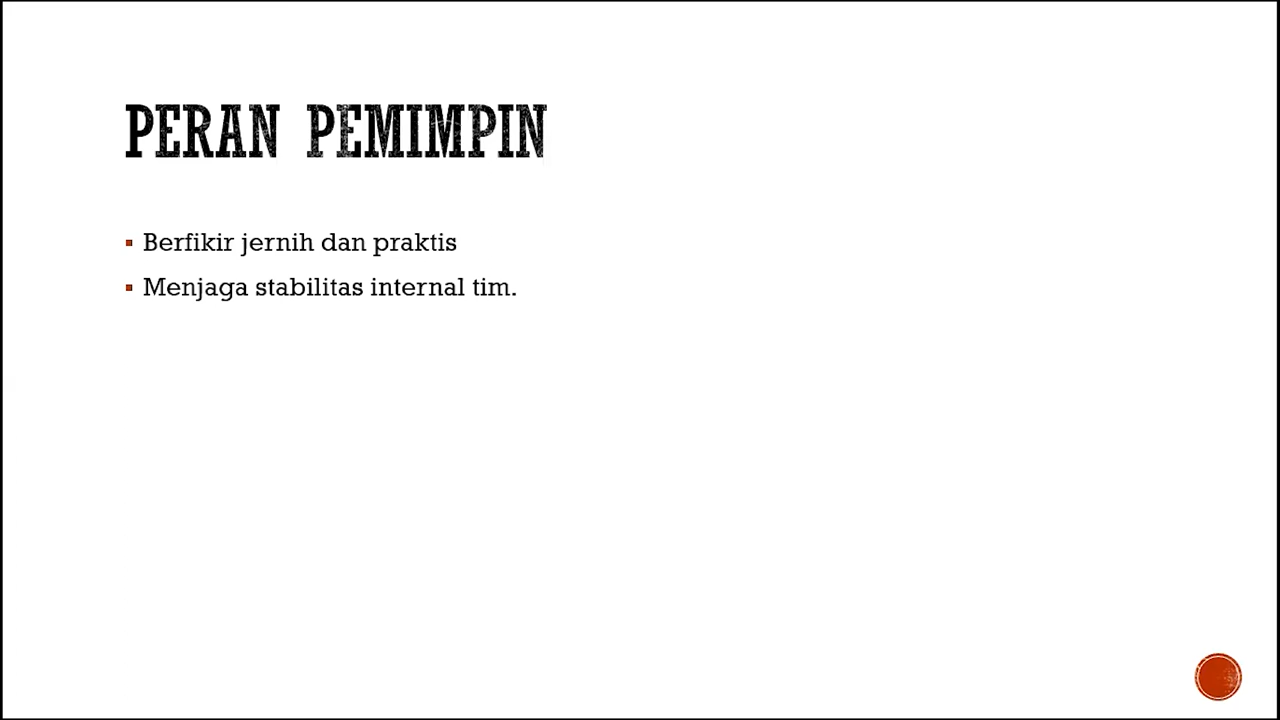 PERAN PEMIMPIN
Berfikir jernih dan praktis
Menjaga stabilitas internal tim.